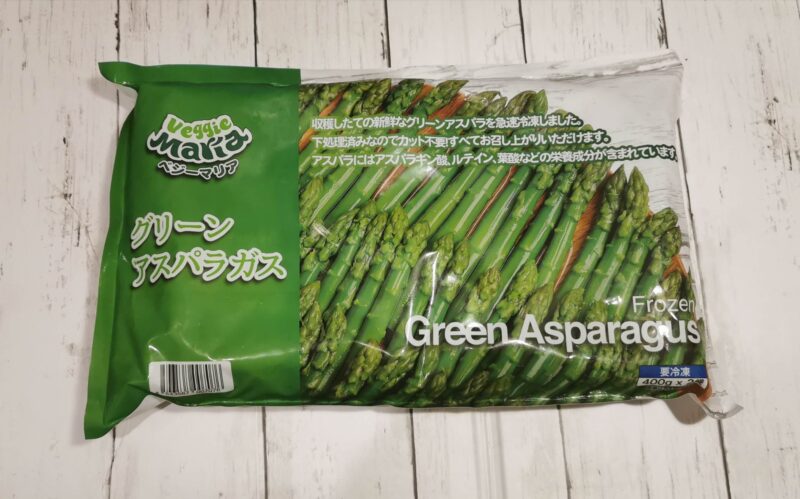 Veggie
Maria
ベジーマリア
グリーン
アスパラガス
収穫したての新鮮なグリーンアスパラを急速冷凍しました。
下処理済みなのでカット不要!すべてお召し上がりいただけます。
アスパラにはアスパラギン酸、ルテイン、葉酸などの栄養成分が含まれています。
Frozen
Green Asparagus
要冷凍
400g x 2